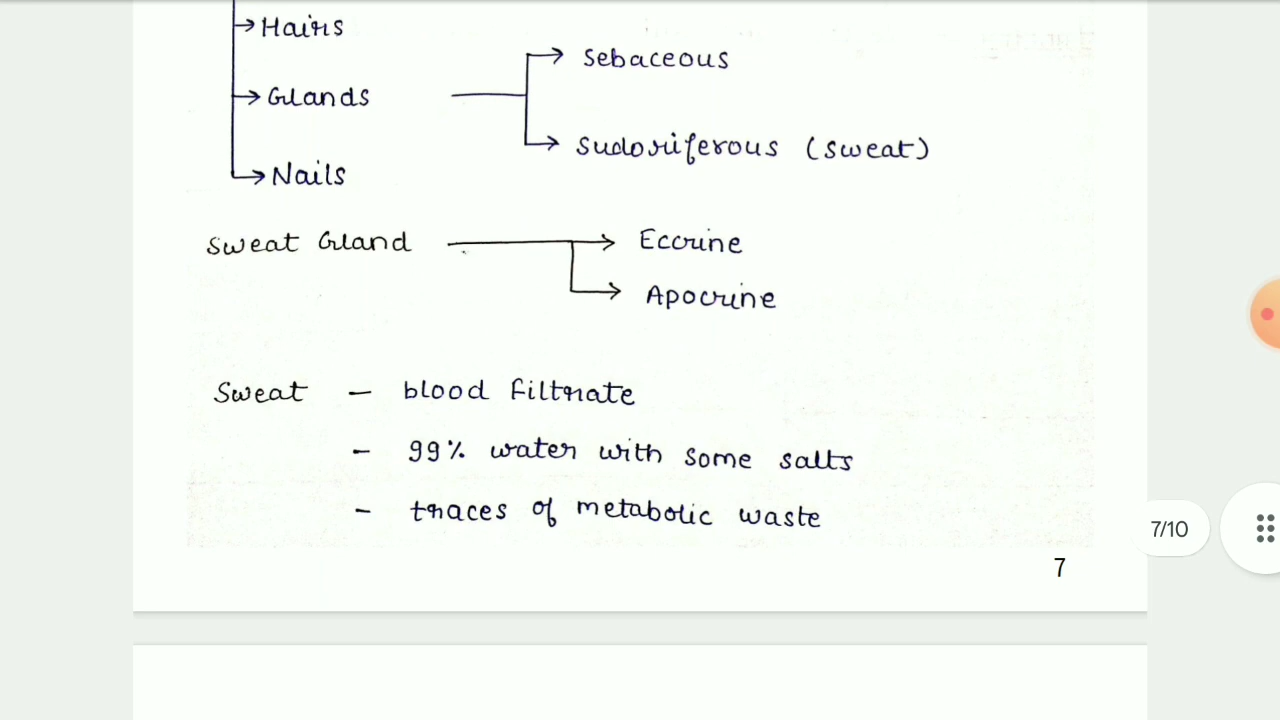 Hairs
Glands
Sebaceous
Sudoriferous (sweat)
Nails
Sweat Gland
Eccrine
Apocrine
Sweat - blood filtrate
- 99% water with some salts
- traces of metabolic waste
7/10
7